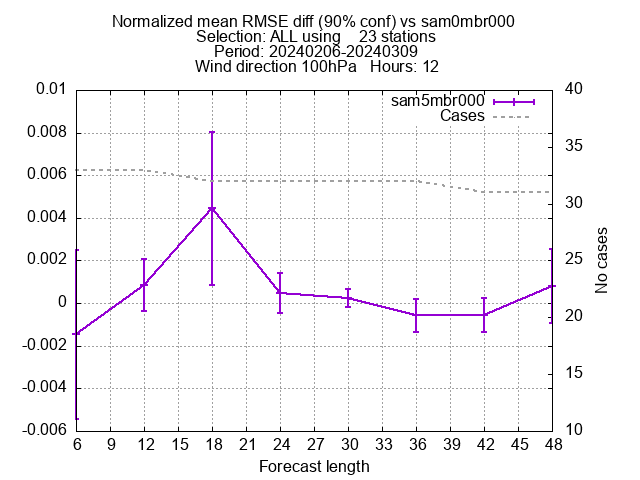 Normalized mean RMSE diff (90% conf) vs sam0mbr000
Selection: ALL using    23 stations
Period: 20240206-20240309
Wind direction 100hPa   Hours: 12
sam5mbr000
Cases
0.01
0.008
0.006
0.004
0.002
0
-0.002
-0.004
-0.006
40
35
30
25
20
15
10
No cases
6 9 12 15 18 21 24 27 30 33 36 39 42 45 48
Forecast length